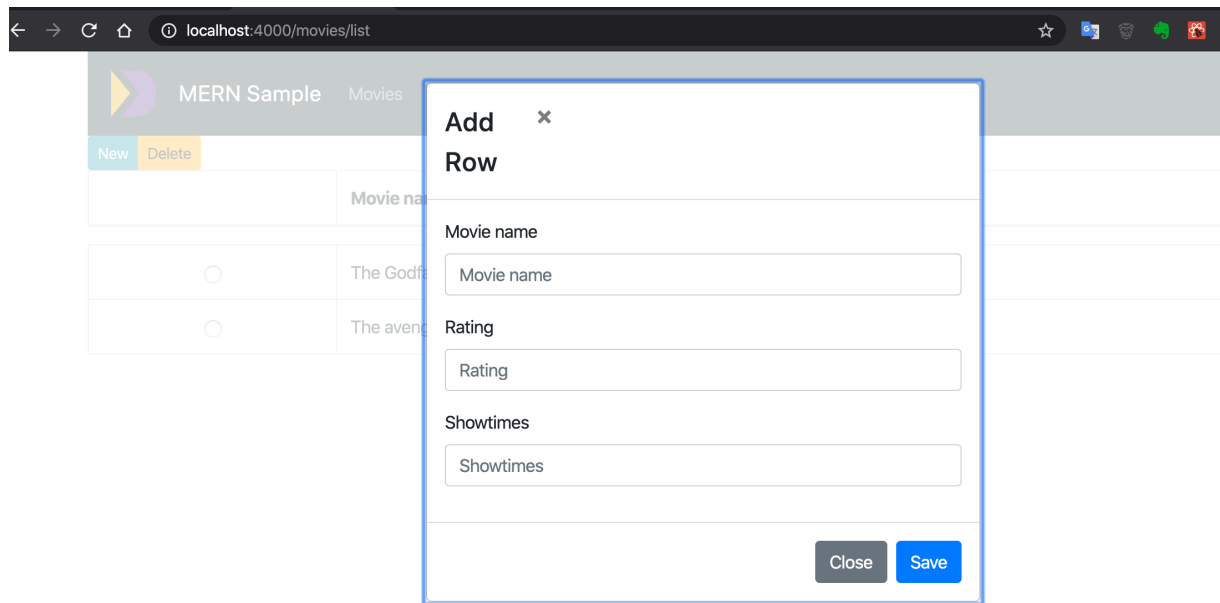 localhost:4000/movies/list
MERN Sample Movies
New Delete
Movie na
The Godfa
The aveng
Add ×
Row
Movie name
Movie name
Rating
Rating
Showtimes
Showtimes
Close Save